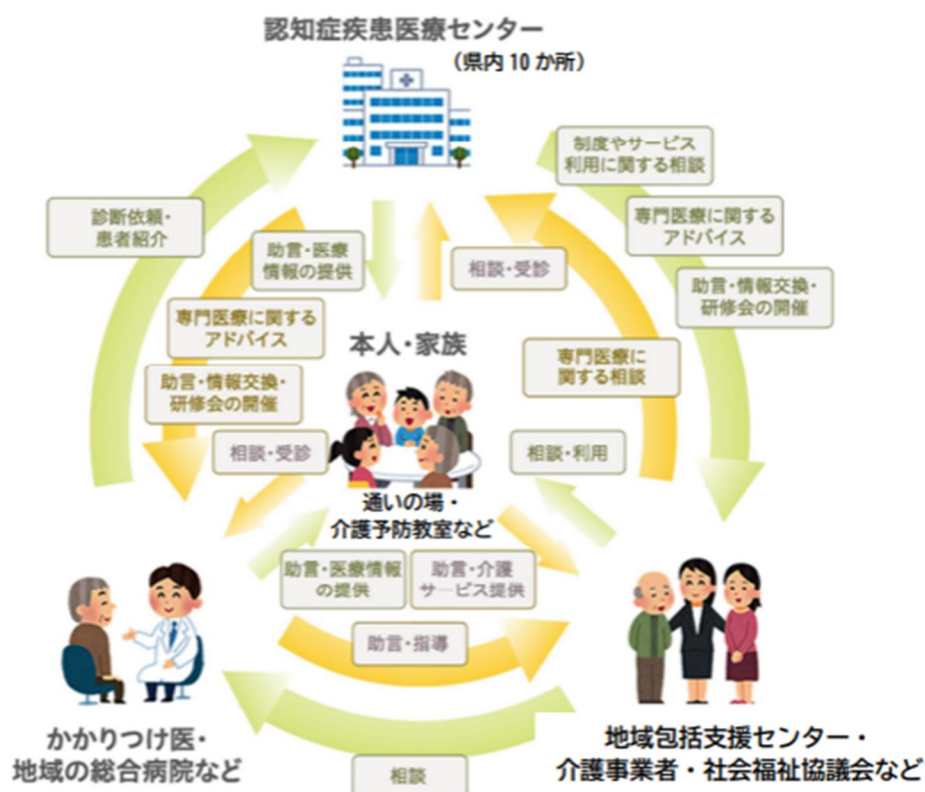 認知症疾患医療センター
（県内10か所）
制度やサービス
利用に関する相談
診断依頼・
患者紹介
専門医療に関する
アドバイス
助言・医療
情報の提供
相談・受診
助言・情報交換・
研修会の開催
専門医療に関する
アドバイス
本人・家族
専門医療に
関する相談
助言・情報交換・
研修会の開催
相談・受診
相談・利用
通いの場・
介護予防教室など
助言・医療情報
の提供
助言・介護
サービス提供
助言・指導
かかりつけ医・
地域の総合病院など
地域包括支援センター・
介護事業者・社会福祉協議会など
相談